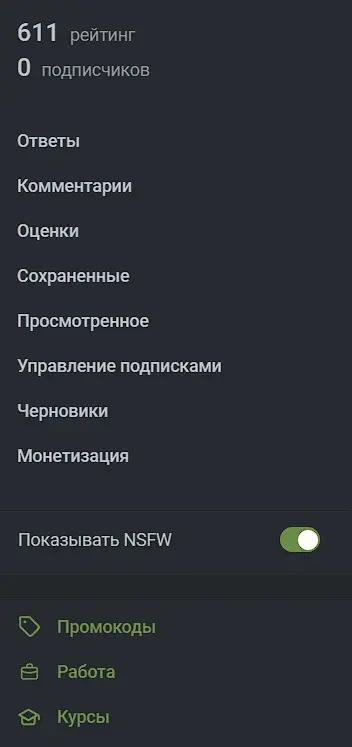 611 рейтинг
0 подписчиков
Ответы
Комментарии
Оценки
Сохраненные
Просмотренное
Управление подписками
Черновики
Монетизация
Показывать NSFW
Промокоды
Работа
Курсы